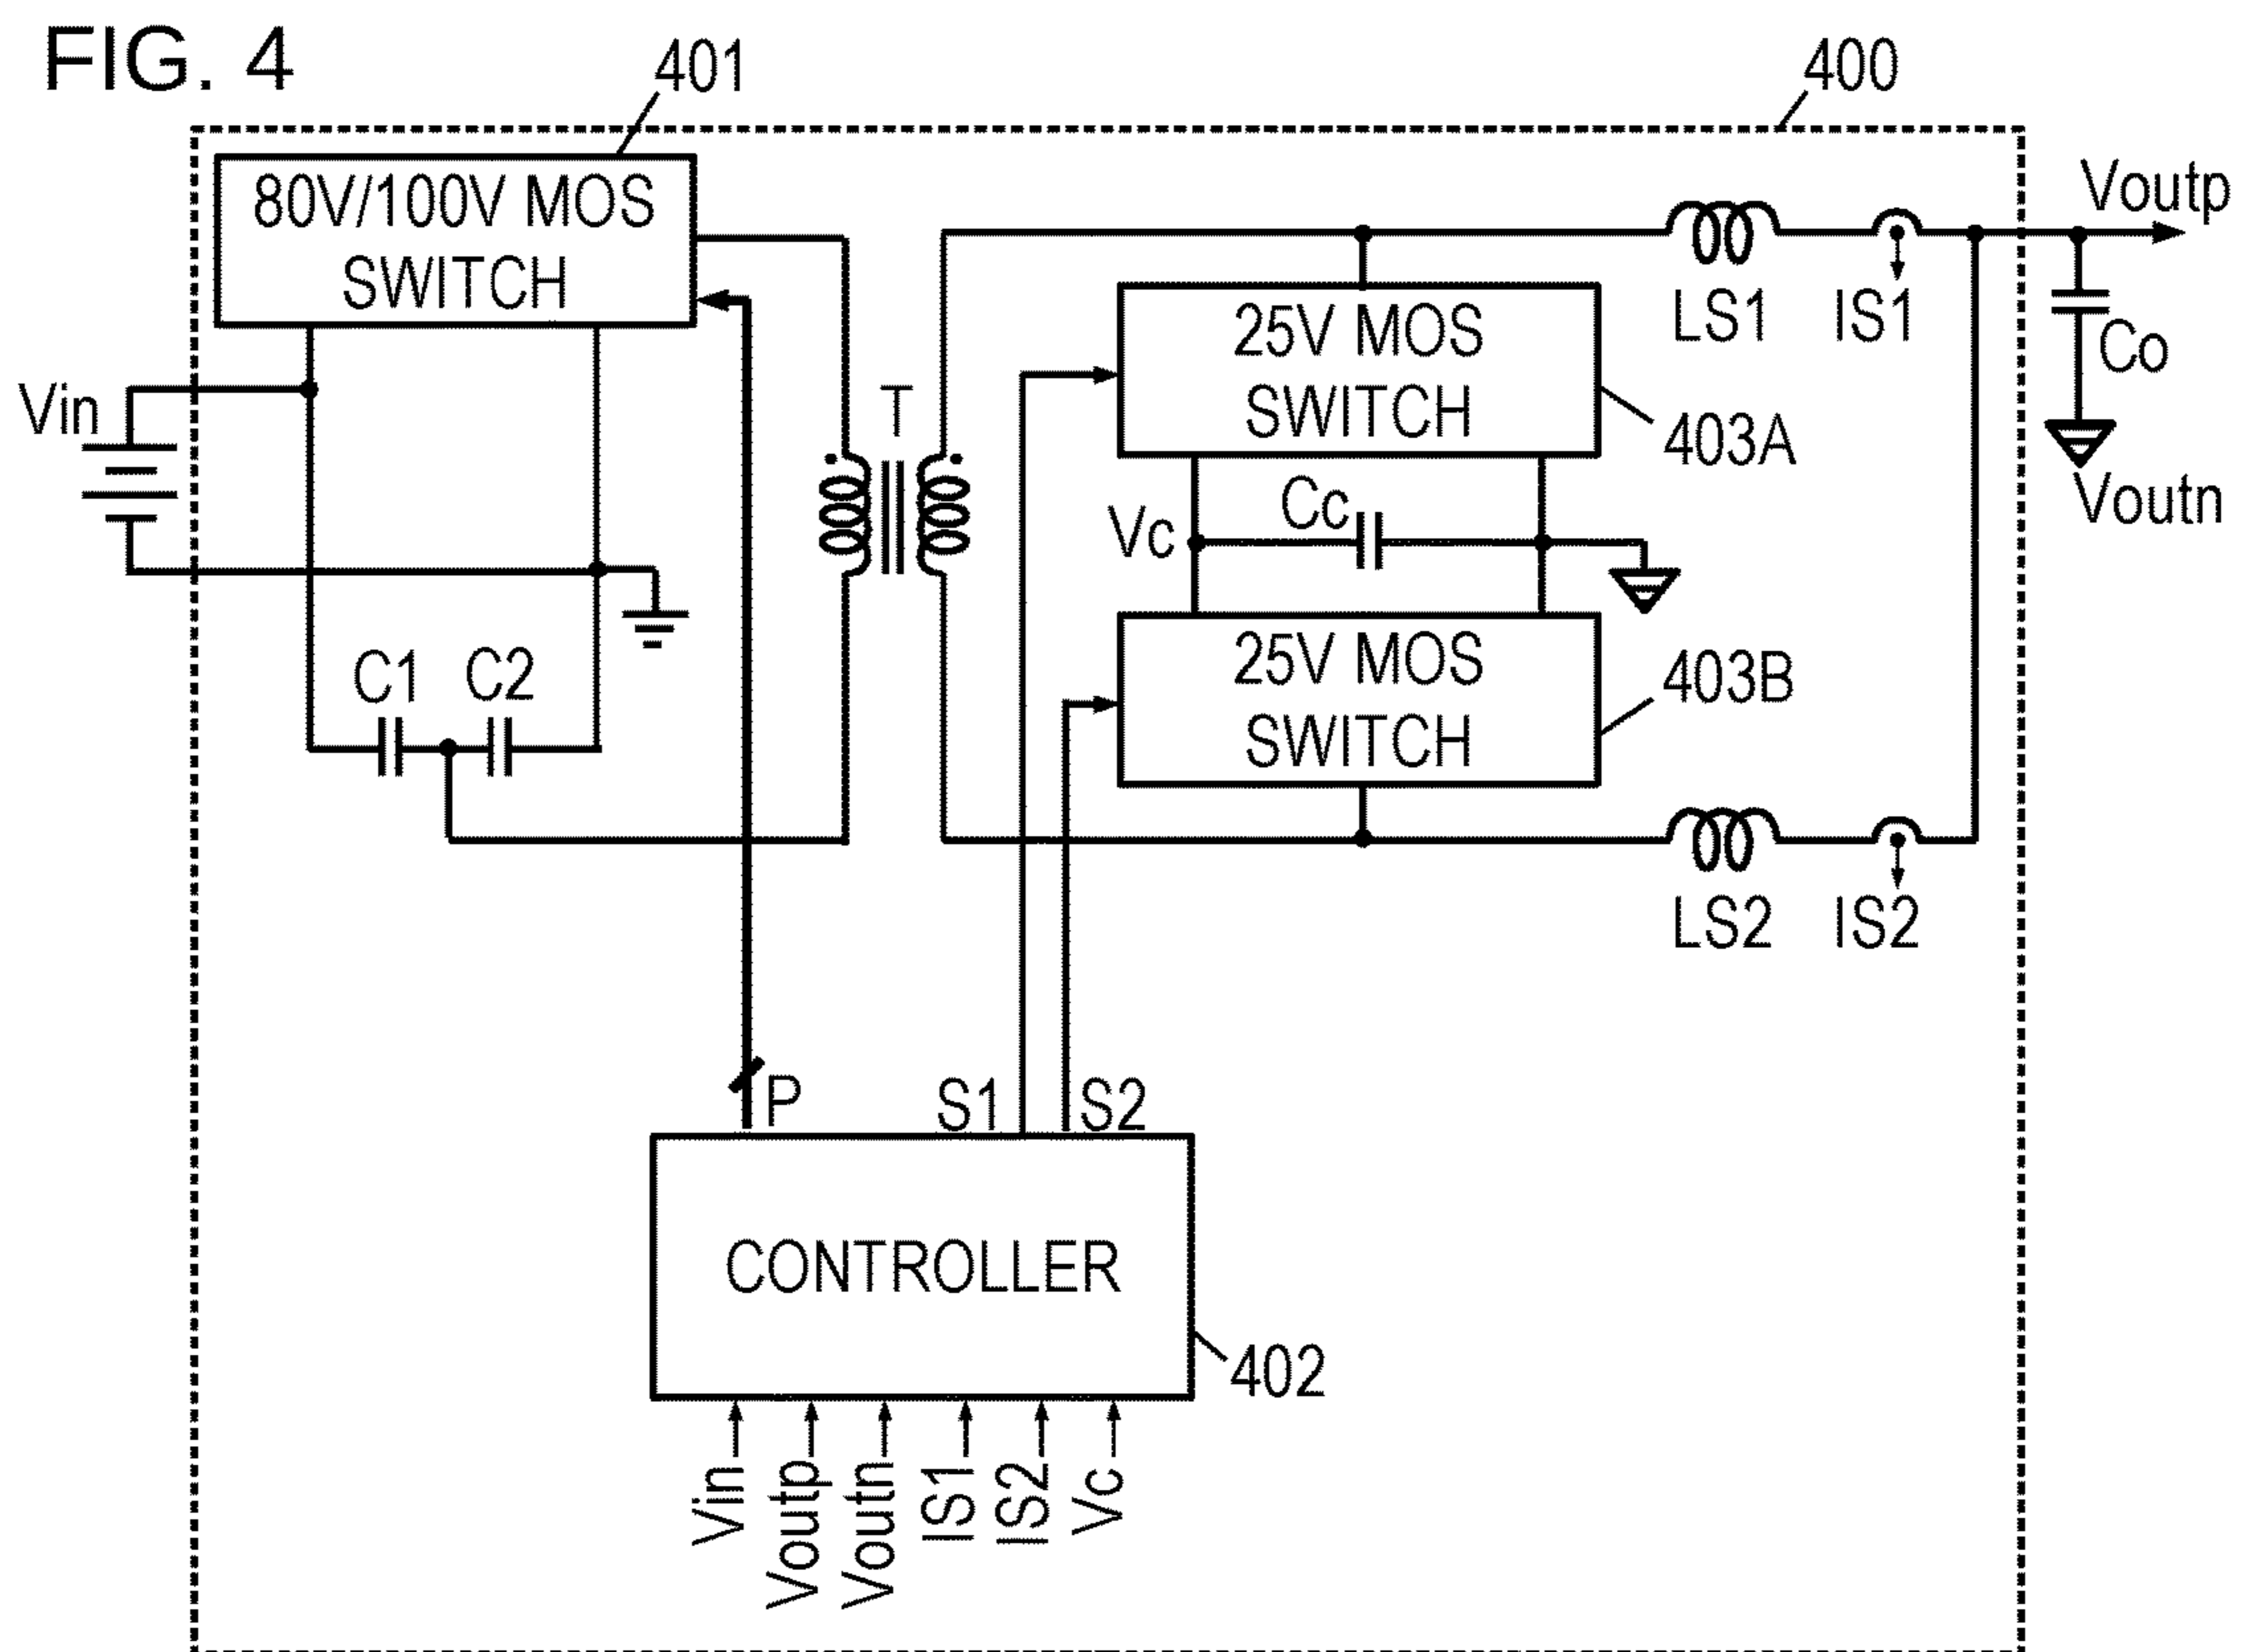 FIG. 4
401
400
80V/100V MOS
SWITCH
Voutp
25V MOS
SWITCH
LS1
IS1
Co
Vin
T
403A
Voutn
Vc
Cc
C1
C2
25V MOS
SWITCH
403B
LS2
IS2
P
S1
S2
CONTROLLER
402
Vin
Voutp
Voutn
IS1
IS2
Vc